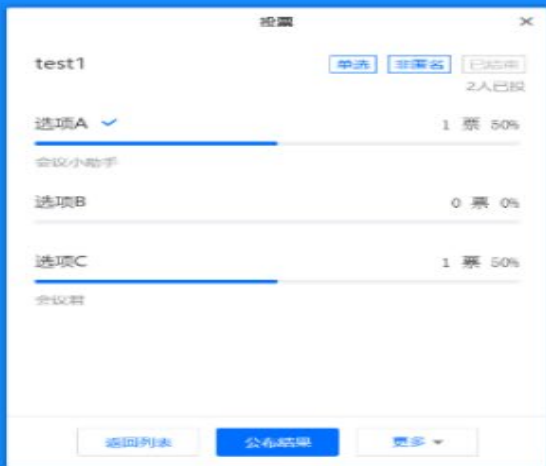 投票
test1 单选 非匿名 已结束
2人已投
选项A 1 票 50%
会议小助手
选项B 0 票 0%
选项C 1 票 50%
会议君
返回列表 公布结果 更多